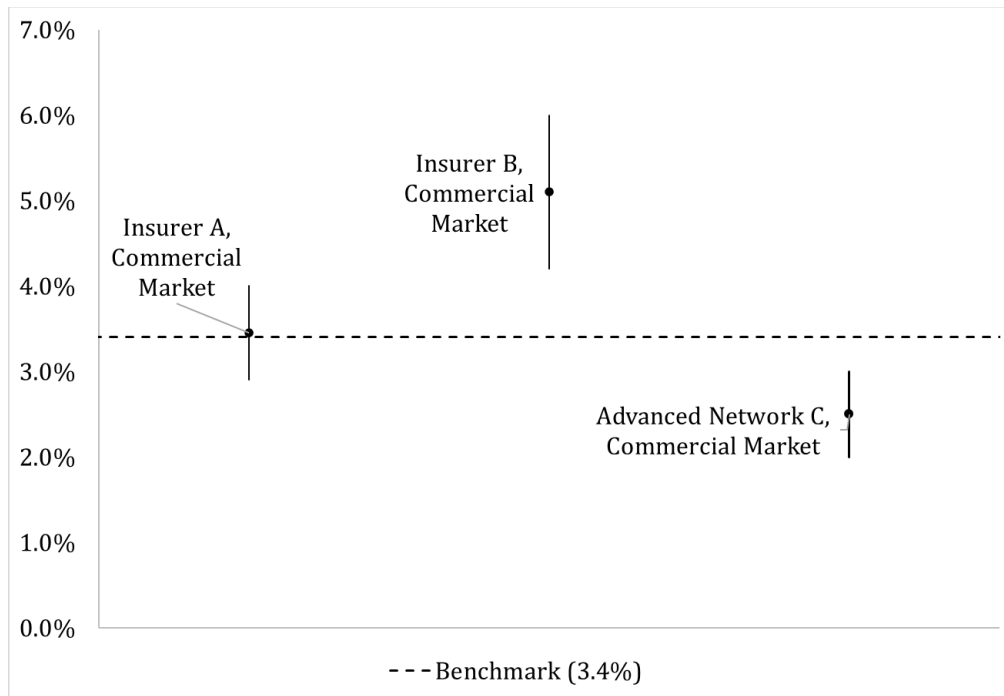 7.0%
6.0%
5.0%
4.0%
3.0%
2.0%
1.0%
0.0%
Insurer A,
Commercial
Market
Insurer B,
Commercial
Market
Advanced Network C,
Commercial Market
Benchmark (3.4%)